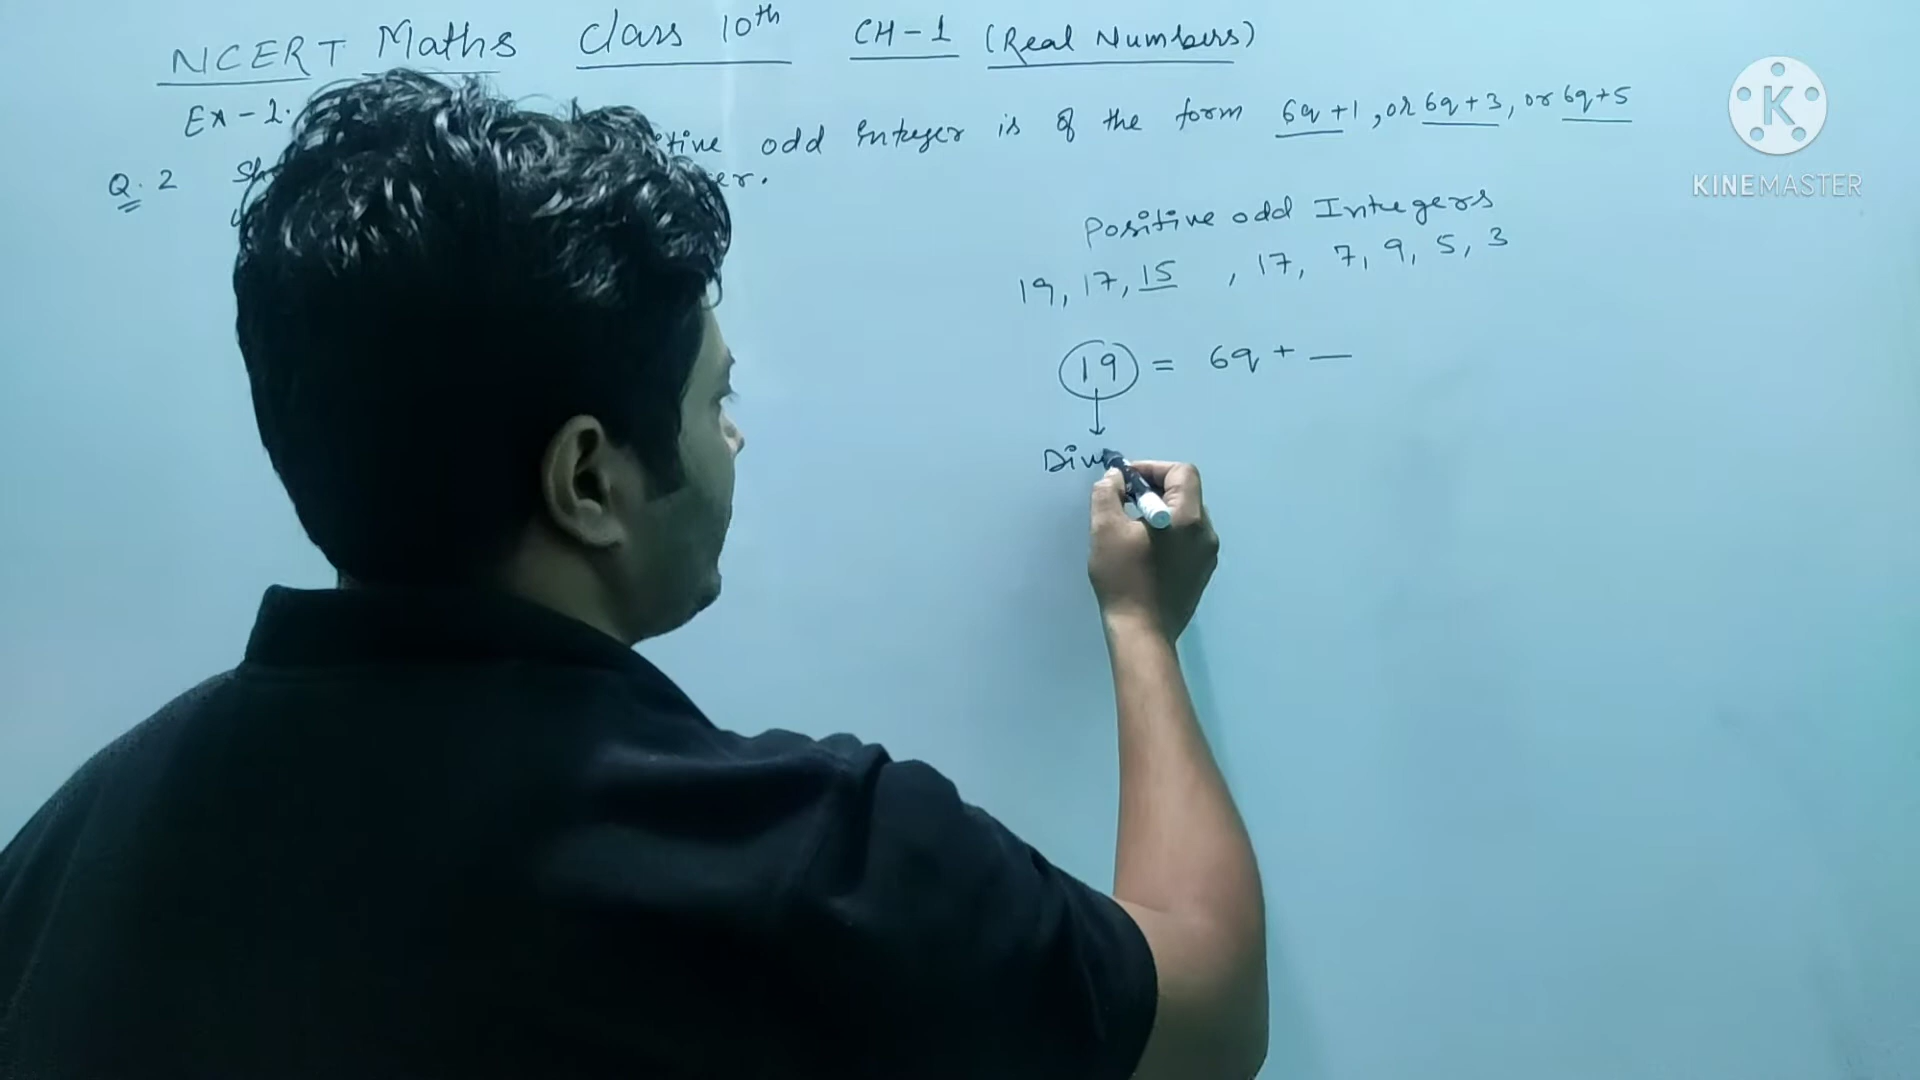 NCERT Maths Class 10th CH-1 (Real Numbers)
Ex-1.
Q.2 odd Integer is of the form 6q+1, or 6q+3, or 6q+5
Positive odd Integers
19, 17, 15 , 17, 7, 9, 5, 3
19 = 6q + —
KINEMASTER